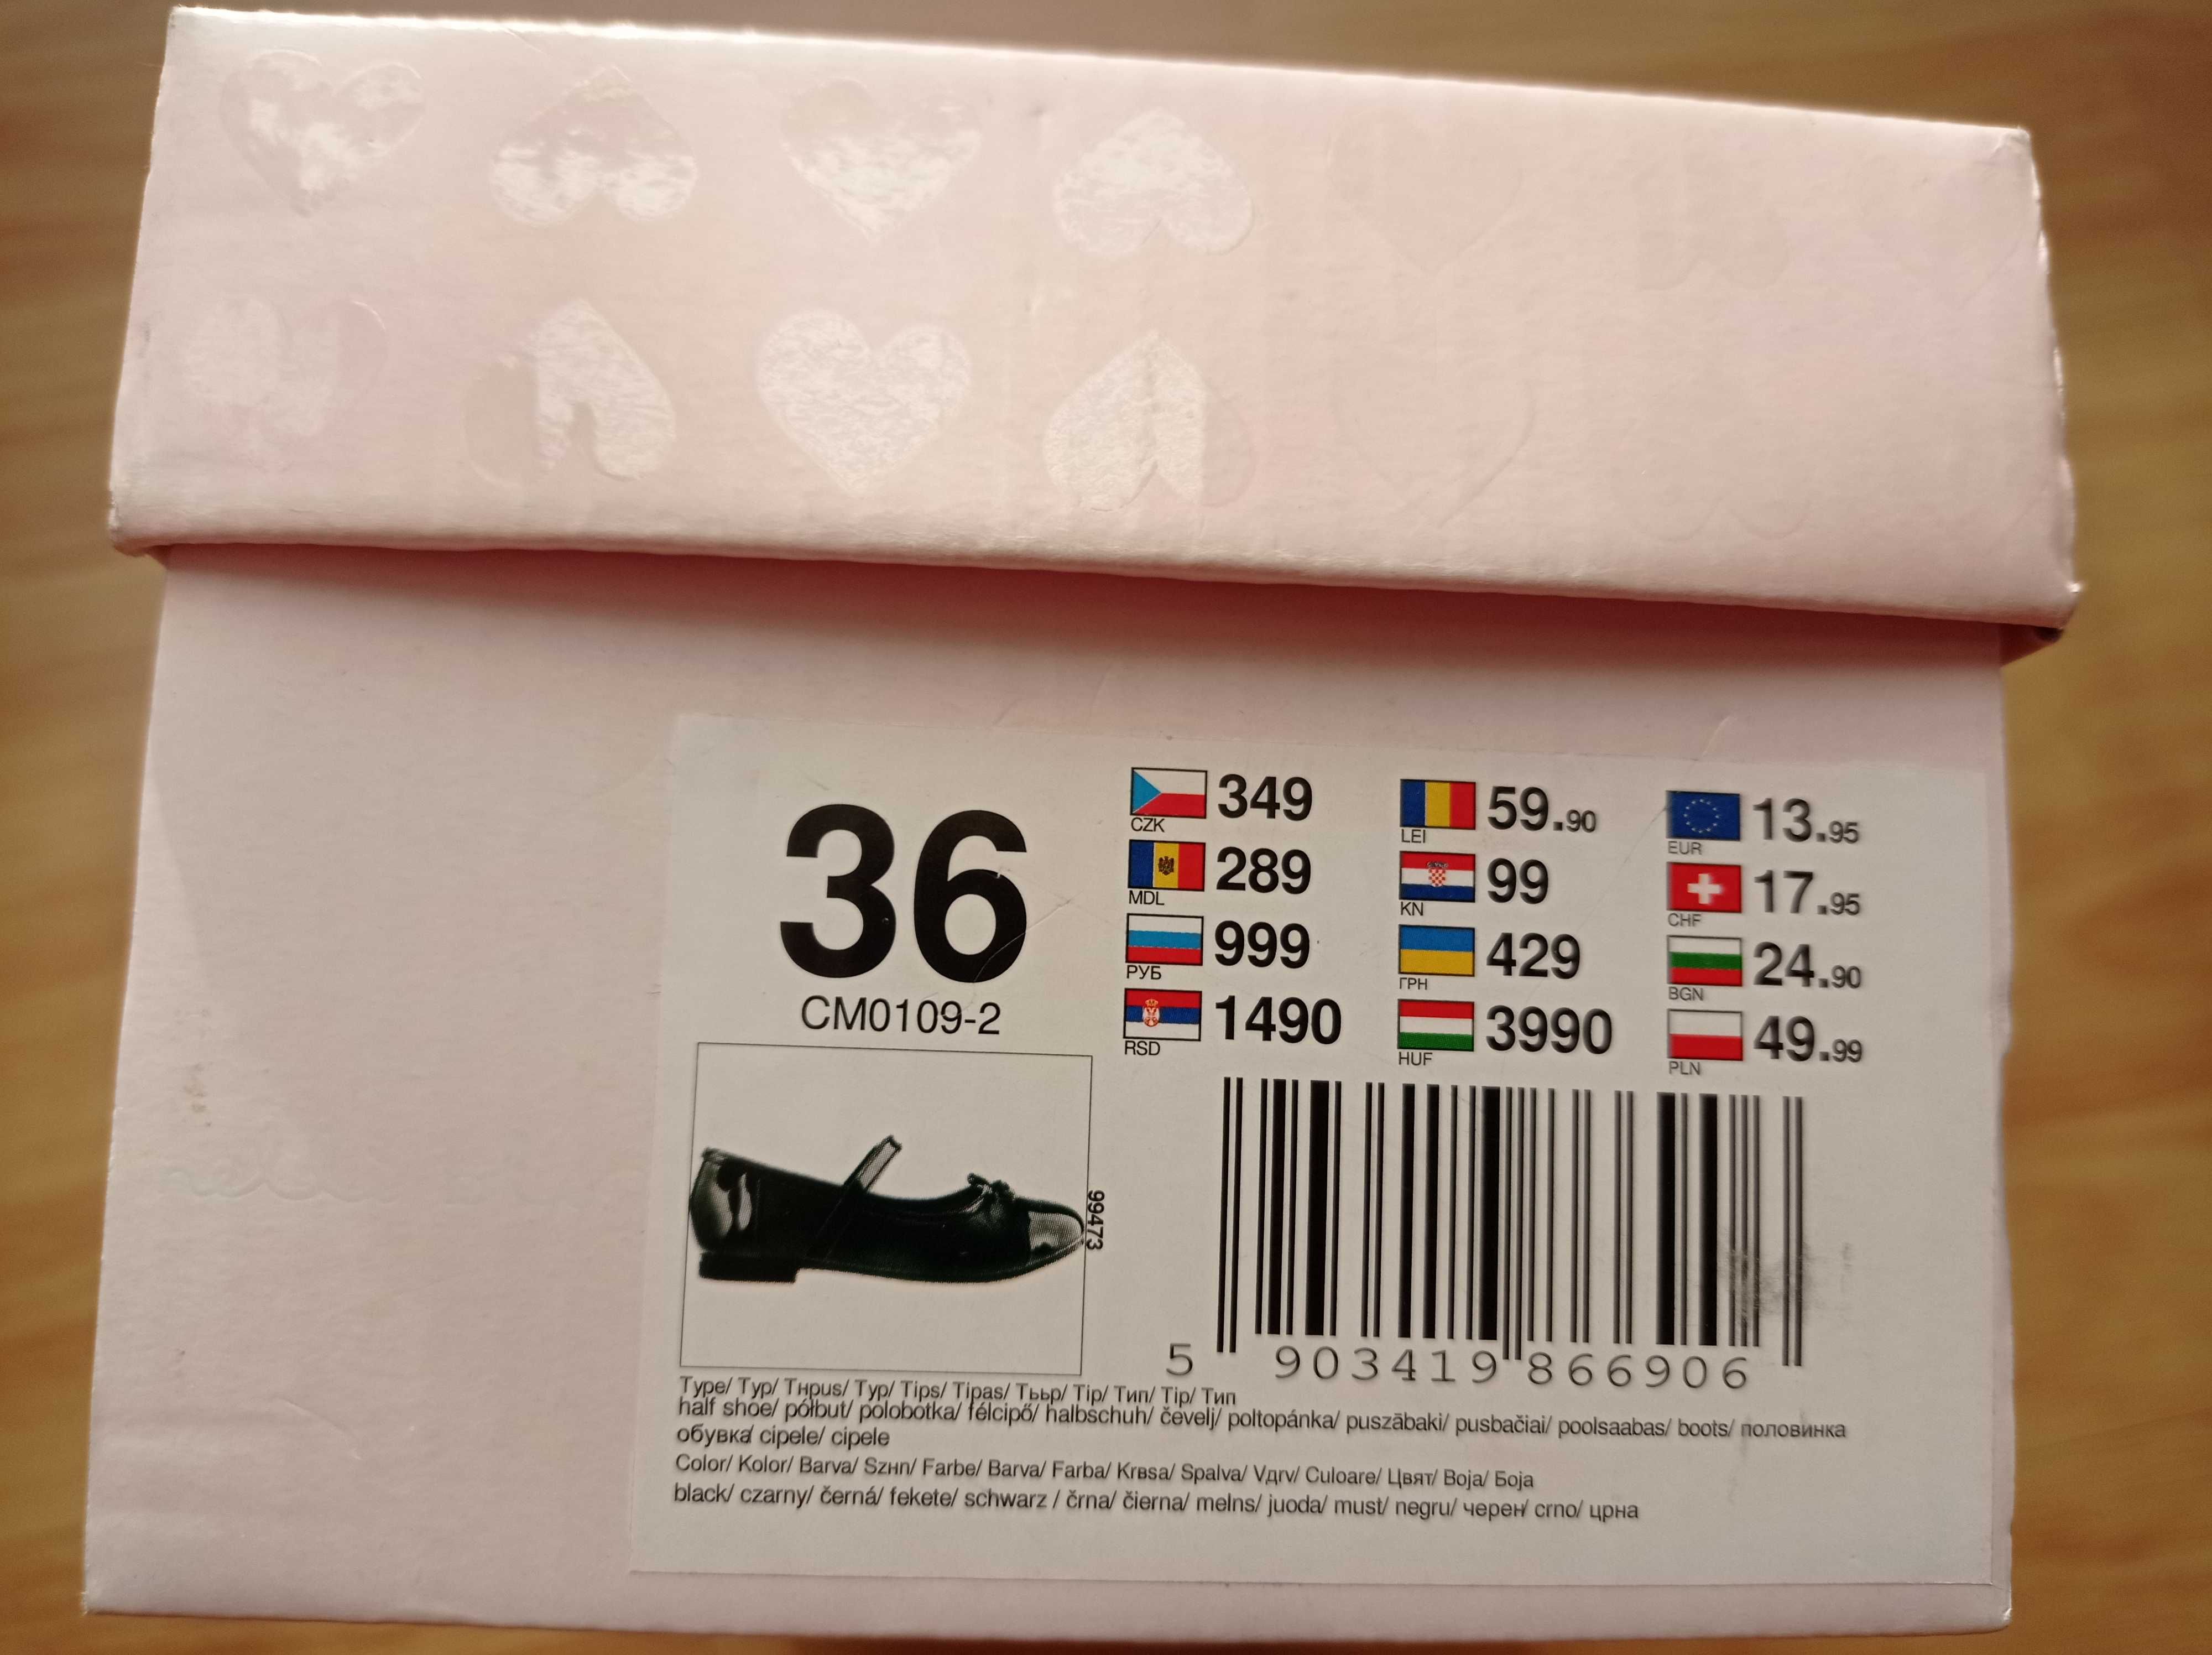 36
CM0109-2
CZK 349
LEI 59.90
EUR 13.95
MDL 289
KN 99
CHF 17.95
РУБ 999
ГРН 429
BGN 24.90
RSD 1490
HUF 3990
PLN 49.99
99473
5 903419 866906
Type/ Typ/ Tнpus/ Typ/ Tips/ Tipas/ Tььp/ Tip/ Тип/ Tip/ Тип
half shoe/ półbut/ polobotka/ félcipő/ halbschuh/ čevelj/ poltopánka/ puszābaki/ pusbačiai/ poolsaabas/ boots/ половинка
обувка/ cipele/ cipele
Color/ Kolor/ Barva/ Szнn/ Farbe/ Barva/ Farba/ Krвsa/ Spalva/ Vдrv/ Culoare/ Цвят/ Boja/ Боја
black/ czarny/ černá/ fekete/ schwarz / črna/ čierna/ melns/ juoda/ must/ negru/ черен/ crno/ црна